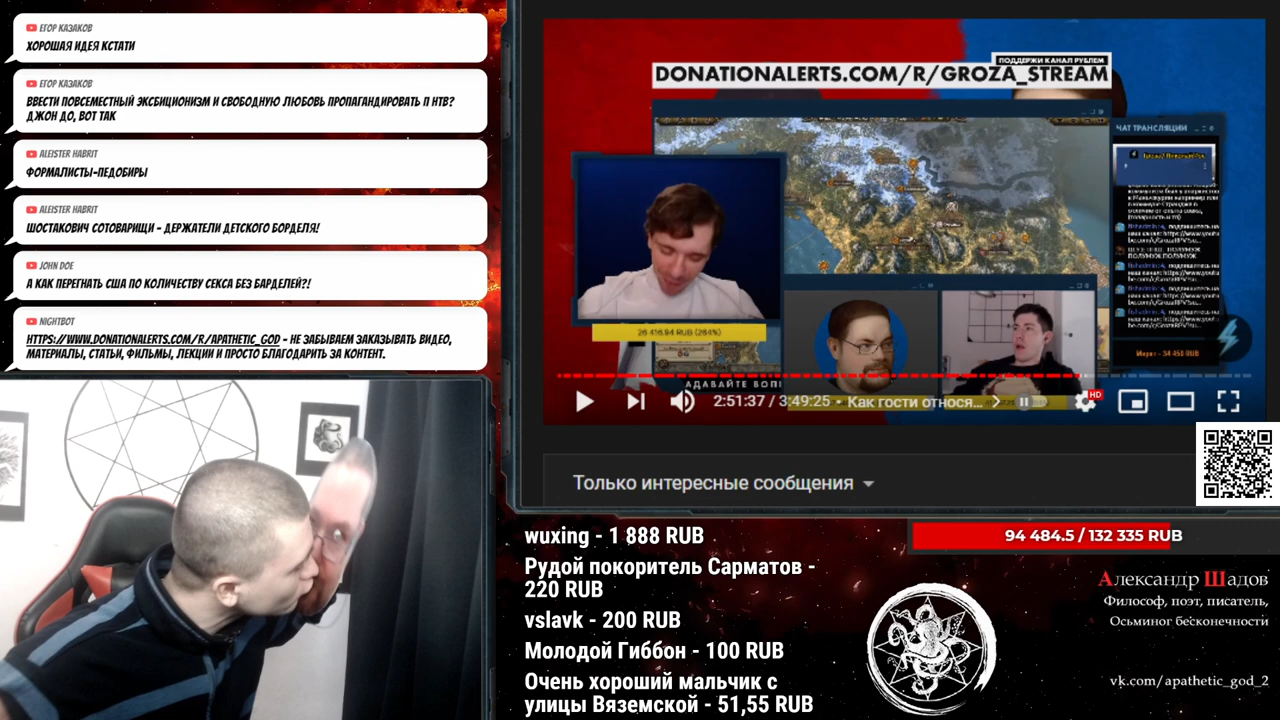 ЕГОР КАЗАКОВ
ХОРОШАЯ ИДЕЯ КСТАТИ
ЕГОР КАЗАКОВ
ВВЕСТИ ПОВСЕМЕСТНЫЙ ЭКСБИЦИОНИЗМ И СВОБОДНУЮ ЛЮБОВЬ ПРОПАГАНДИРОВАТЬ П НТВ?
ДЖОН ДО, ВОТ ТАК
ALEISTER HABRIT
ФОРМАЛИСТЫ-ПЕДОБИРЫ
ALEISTER HABRIT
ШОСТАКОВИЧ СОТОВАРИЩИ - ДЕРЖАТЕЛИ ДЕТСКОГО БОРДЕЛЯ!
JOHN DOE
А КАК ПЕРЕГНАТЬ США ПО КОЛИЧЕСТВУ СЕКСА БЕЗ БАРДЕЛЕЙ?!
NIGHTBOT
HTTPS://WWW.DONATIONALERTS.COM/R/APATHETIC_GOD - НЕ ЗАБЫВАЕМ ЗАКАЗЫВАТЬ ВИДЕО,
МАТЕРИАЛЫ, СТАТЬИ, ФИЛЬМЫ, ЛЕКЦИИ И ПРОСТО БЛАГОДАРИТЬ ЗА КОНТЕНТ.
ПОДДЕРЖИ КАНАЛ РУБЛЕМ
DONATIONALERTS.COM/R/GROZA_STREAM
ЧАТ ТРАНСЛЯЦИИ
26 416.94 RUB (264%)
АДАВАЙТЕ ВОП
2:51:37 / 3:49:25 • Как гости относя...
HD
Только интересные сообщения
wuxing - 1 888 RUB
Рудой покоритель Сарматов -
220 RUB
vslavk - 200 RUB
Молодой Гиббон - 100 RUB
Очень хороший мальчик с
улицы Вяземской - 51,55 RUB
94 484.5 / 132 335 RUB
Александр Шадов
Философ, поэт, писатель,
Осьминог бесконечности
vk.com/apathetic_god_2